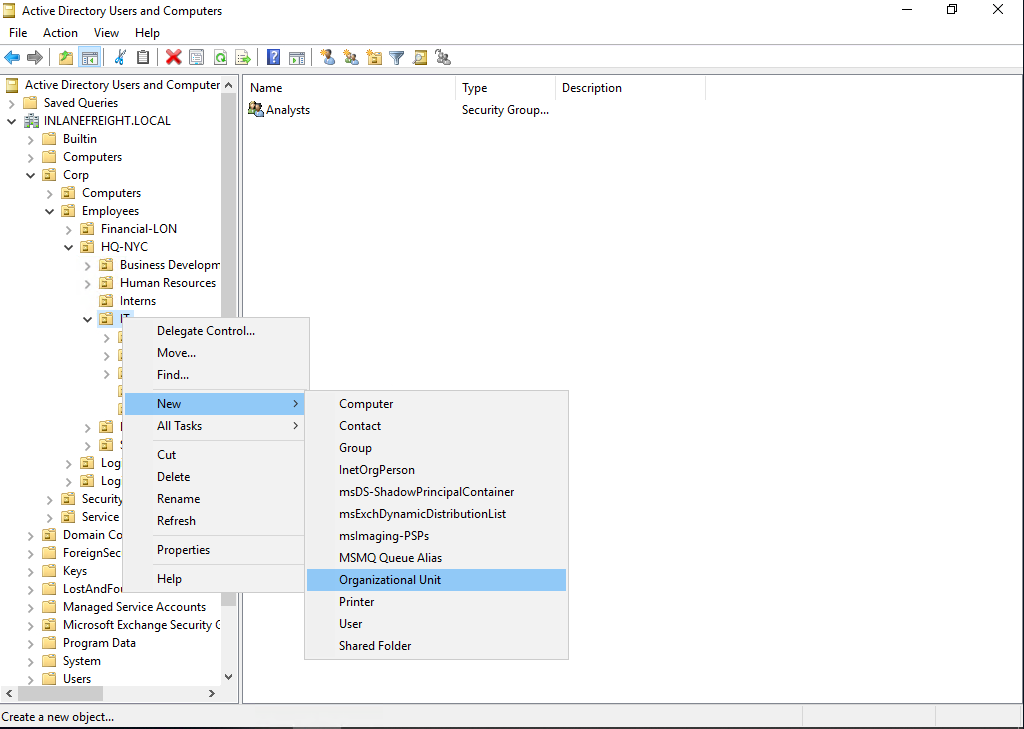 Active Directory Users and Computers
File Action View Help
Active Directory Users and Computer
Saved Queries
INLANEFREIGHT.LOCAL
Builtin
Computers
Corp
Computers
Employees
Financial-LON
HQ-NYC
Business Developm
Human Resources
Interns
IT
Log
Log
Security
Service
Domain Co
ForeignSec
Keys
LostAndFou
Managed Service Accounts
Microsoft Exchange Security G
Program Data
System
Users
Name Type Description
Analysts Security Group...
Delegate Control...
Move...
Find...
New
All Tasks
Cut
Delete
Rename
Refresh
Properties
Help
Computer
Contact
Group
InetOrgPerson
msDS-ShadowPrincipalContainer
msExchDynamicDistributionList
msImaging-PSPs
MSMQ Queue Alias
Organizational Unit
Printer
User
Shared Folder
Create a new object...